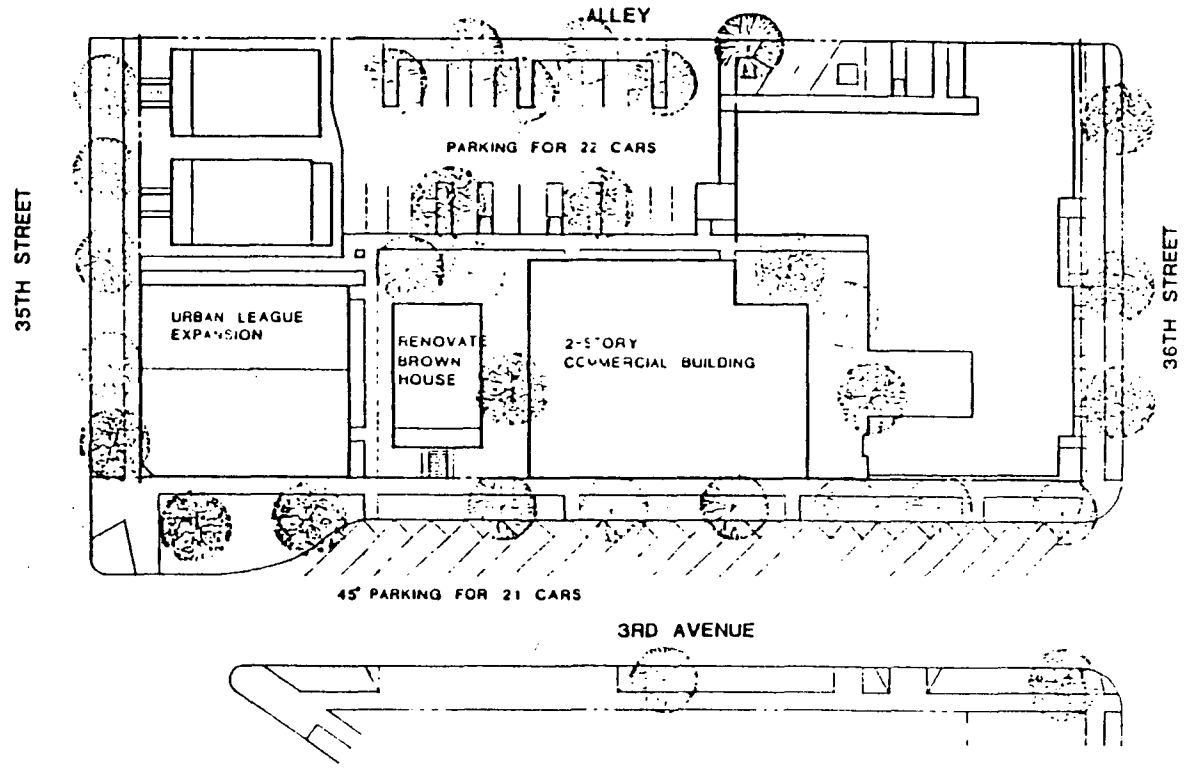 ALLEY
PARKING FOR 22 CARS
35TH STREET
36TH STREET
URBAN LEAGUE
EXPANSION
RENOVATE
BROWN
HOUSE
2-STORY
COMMERCIAL BUILDING
45° PARKING FOR 21 CARS
3RD AVENUE